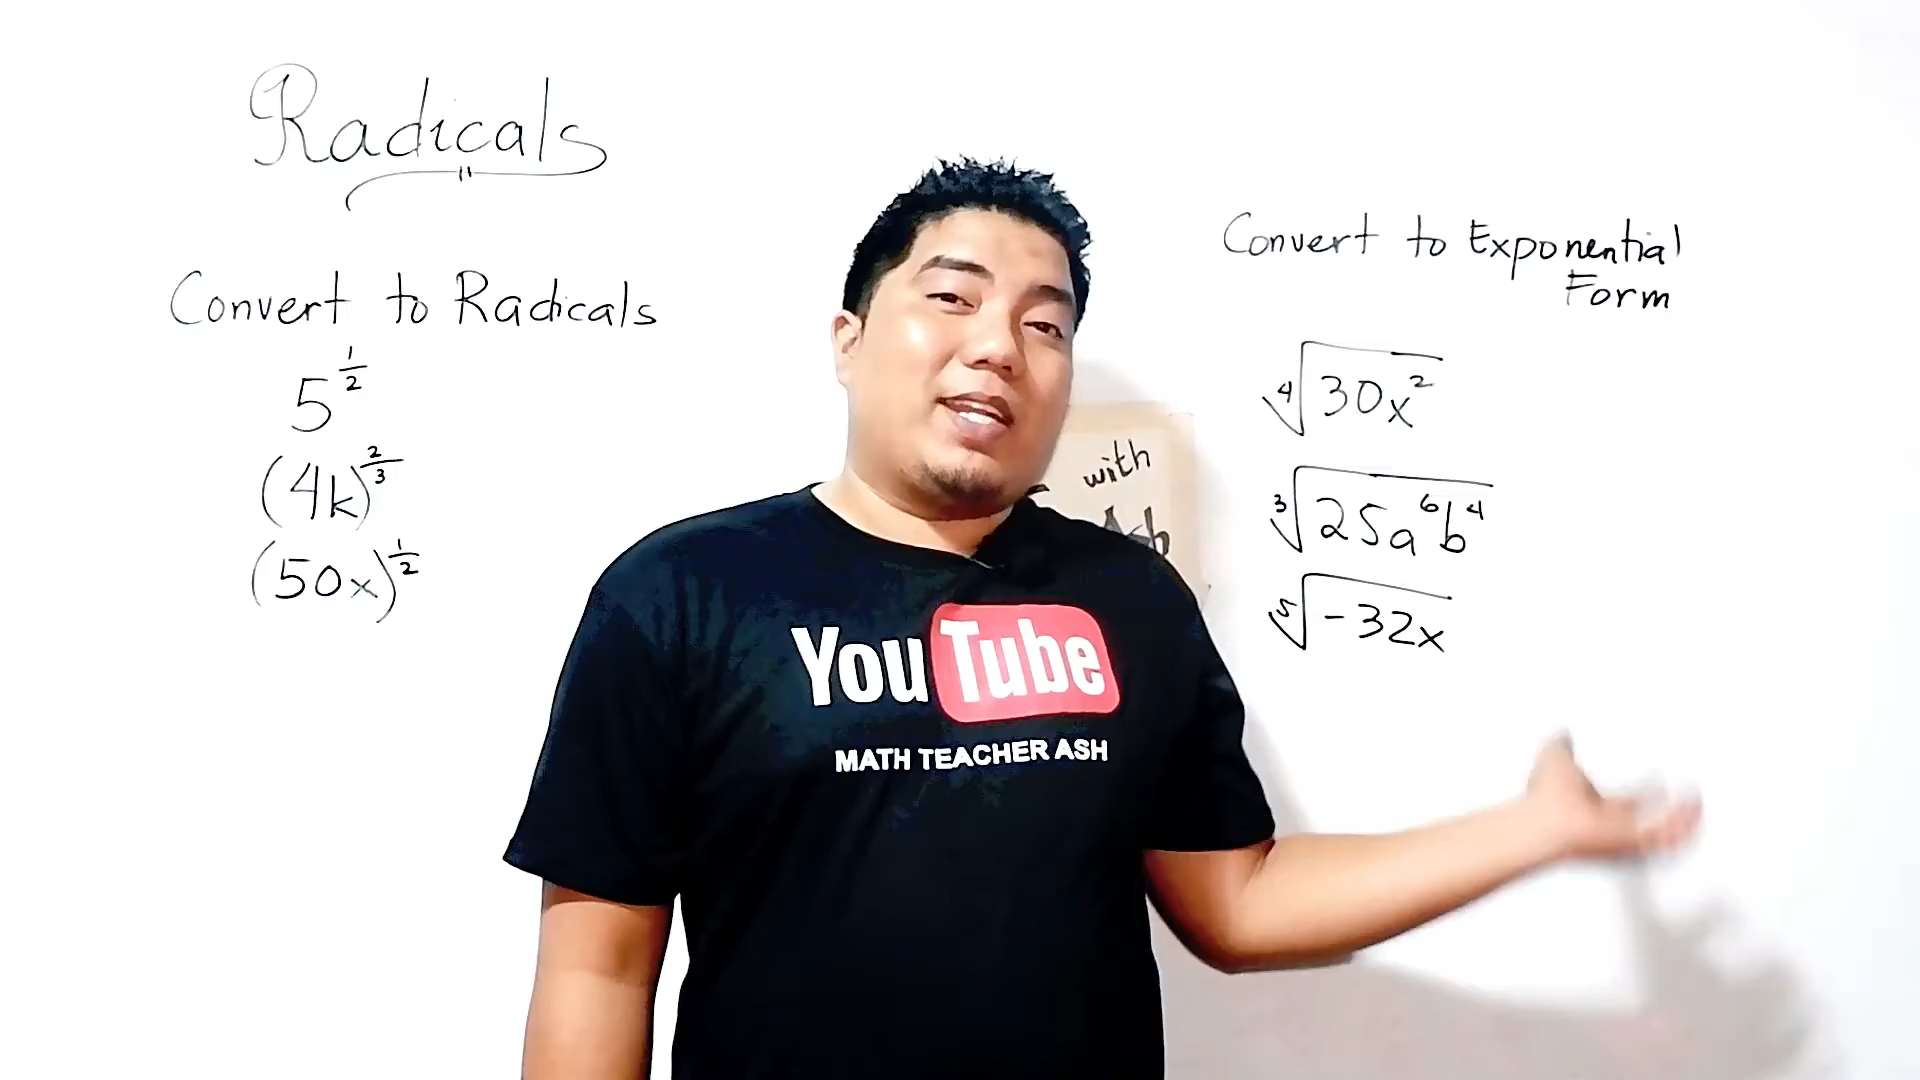 Radicals
Convert to Radicals
5^(1/2)
(4k)^(2/3)
(50x)^(1/2)
with
YouTube
MATH TEACHER ASH
Convert to Exponential
Form
⁴√(30x²)
³√(25a⁶b⁴)
⁵√(-32x)